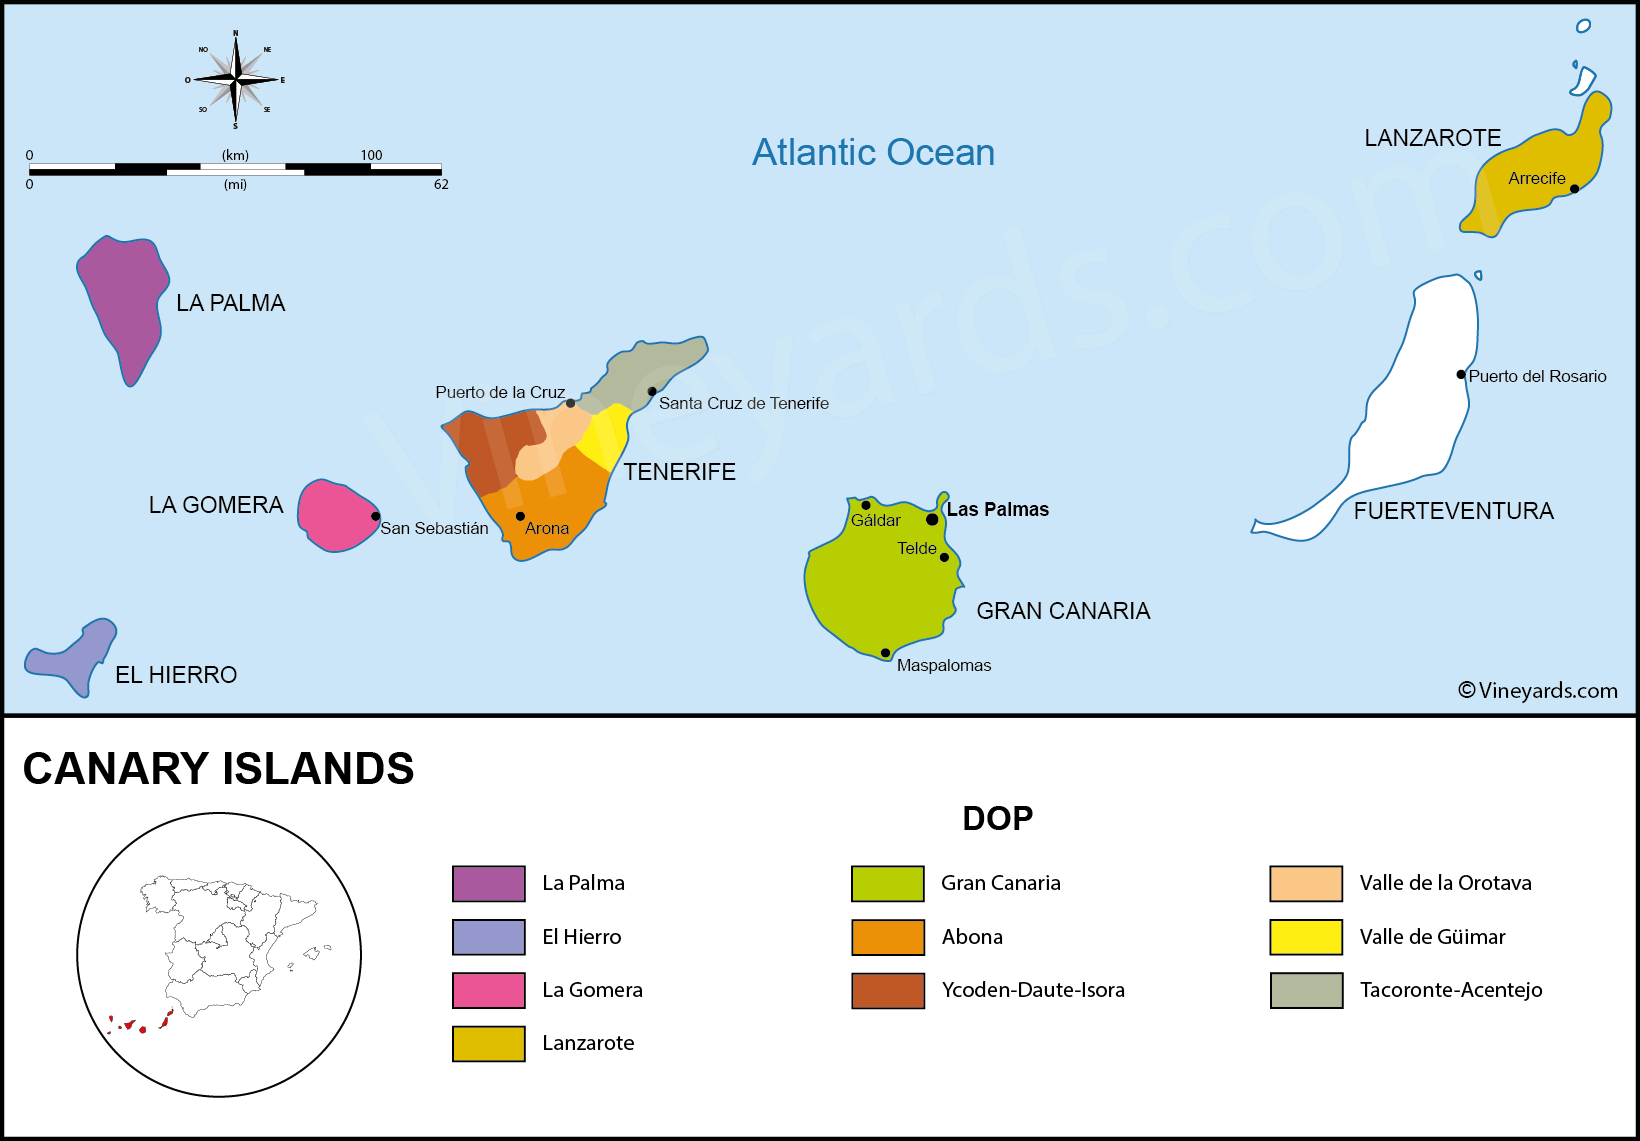 N
NO
NE
O
E
SO
SE
S
0 (km) 100
0 (mi) 62
Atlantic Ocean
LANZAROTE
Arrecife
LA PALMA
Puerto de la Cruz
Santa Cruz de Tenerife
Puerto del Rosario
TENERIFE
LA GOMERA
San Sebastián
Arona
Gáldar
Las Palmas
Telde
FUERTEVENTURA
GRAN CANARIA
Maspalomas
EL HIERRO
Vineyards.com
© Vineyards.com
CANARY ISLANDS
DOP
La Palma
El Hierro
La Gomera
Lanzarote
Gran Canaria
Abona
Ycoden-Daute-Isora
Valle de la Orotava
Valle de Güimar
Tacoronte-Acentejo